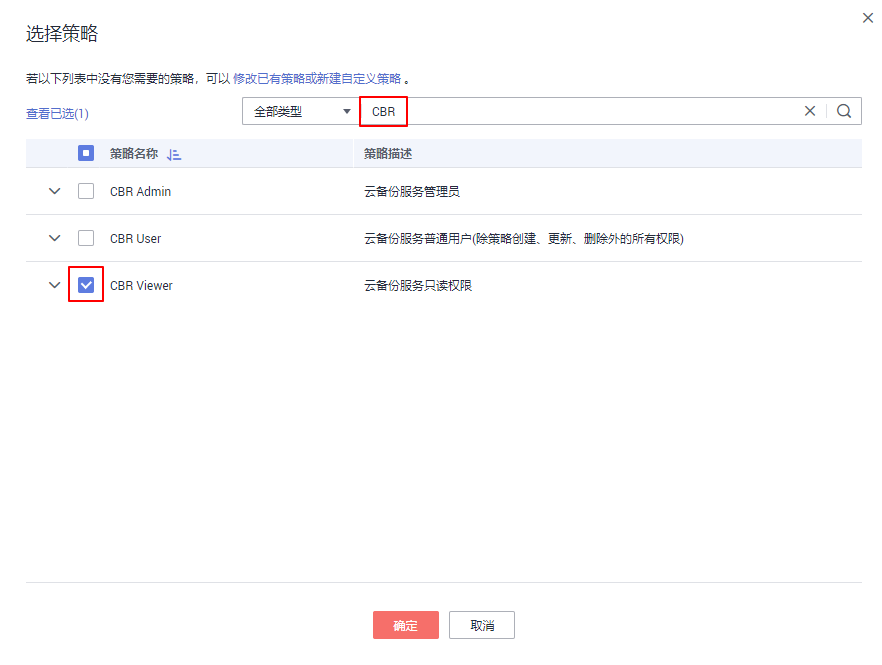 选择策略
若以下列表中没有您需要的策略，可以 修改已有策略或新建自定义策略 。
查看已选(1)
全部类型 CBR
策略名称 策略描述
CBR Admin 云备份服务管理员
CBR User 云备份服务普通用户(除策略创建、更新、删除外的所有权限)
CBR Viewer 云备份服务只读权限
确定 取消